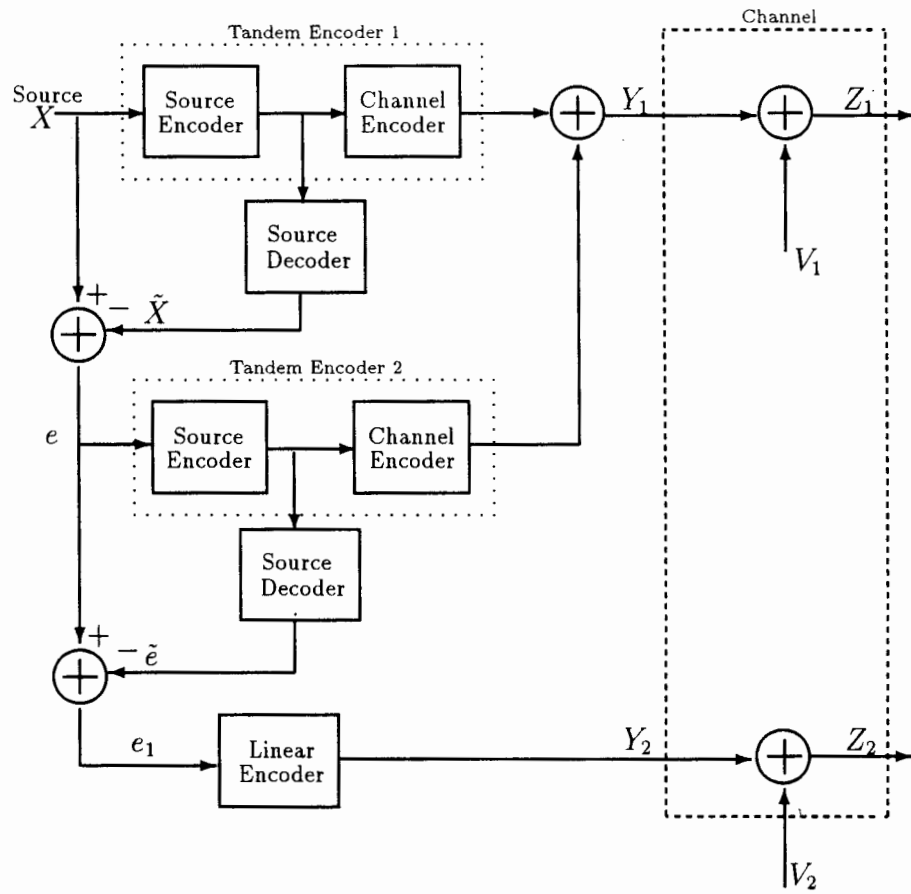 Channel
Tandem Encoder 1
Source
X
Source
Encoder
Channel
Encoder
Y₁
Z₁
Source
Decoder
V₁
+
−
X̃
Tandem Encoder 2
e
Source
Encoder
Channel
Encoder
Source
Decoder
+
−
ẽ
e₁
Linear
Encoder
Y₂
Z₂
V₂